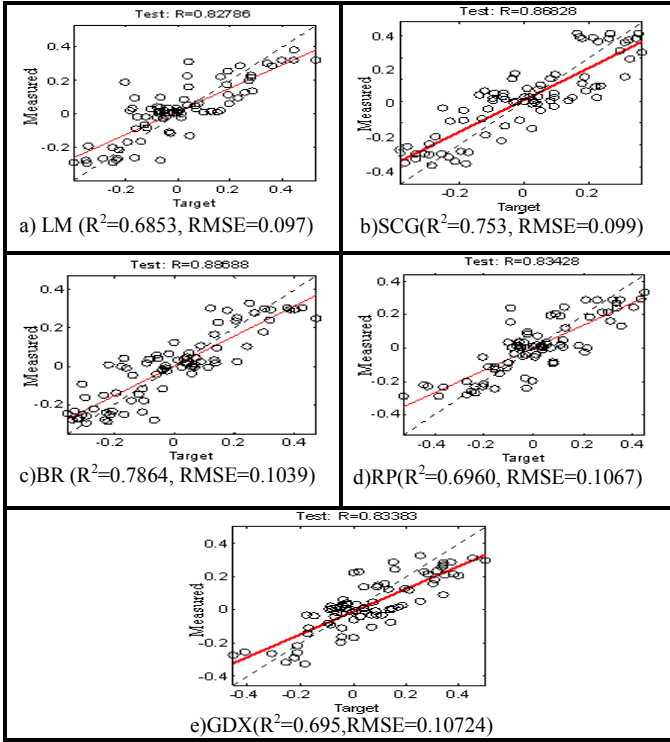 Test: R=0.82786
Measured
0.4
0.2
0
-0.2
-0.2 0 0.2 0.4
Target
a) LM (R²=0.6853, RMSE=0.097)
Test: R=0.86828
Measured
0.4
0.2
0
-0.2
-0.4
-0.2 0 0.2
Target
b)SCG(R²=0.753, RMSE=0.099)
Test: R=0.88688
Measured
0.4
0.2
0
-0.2
-0.2 0 0.2 0.4
Target
c)BR (R²=0.7864, RMSE=0.1039)
Test: R=0.83428
Measured
0.4
0.2
0
-0.2
-0.4
-0.4 -0.2 0 0.2 0.4
Target
d)RP(R²=0.6960, RMSE=0.1067)
Test: R=0.83383
Measured
0.4
0.2
0
-0.2
-0.4
-0.4 -0.2 0 0.2 0.4
Target
e)GDX(R²=0.695,RMSE=0.10724)